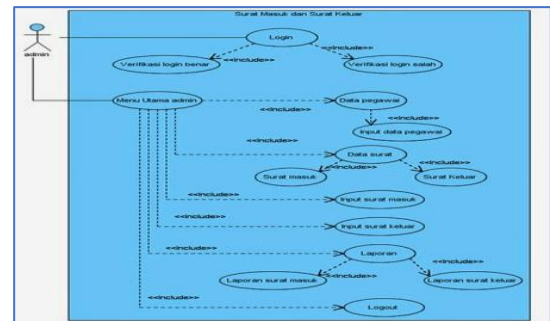 Surat Masuk dan Surat Keluar
Login
admin
<<include>>
<<include>>
Verifikasi login benar
Verifikasi login salah
Menu Utama admin
<<include>>
Data pegawai
<<include>>
Input data pegawai
<<include>>
Data surat
<<include>>
<<include>>
Surat masuk
Surat Keluar
<<include>>
Input surat masuk
<<include>>
Input surat keluar
<<include>>
Laporan
<<include>>
<<include>>
Laporan surat masuk
Laporan surat keluar
<<include>>
Logout